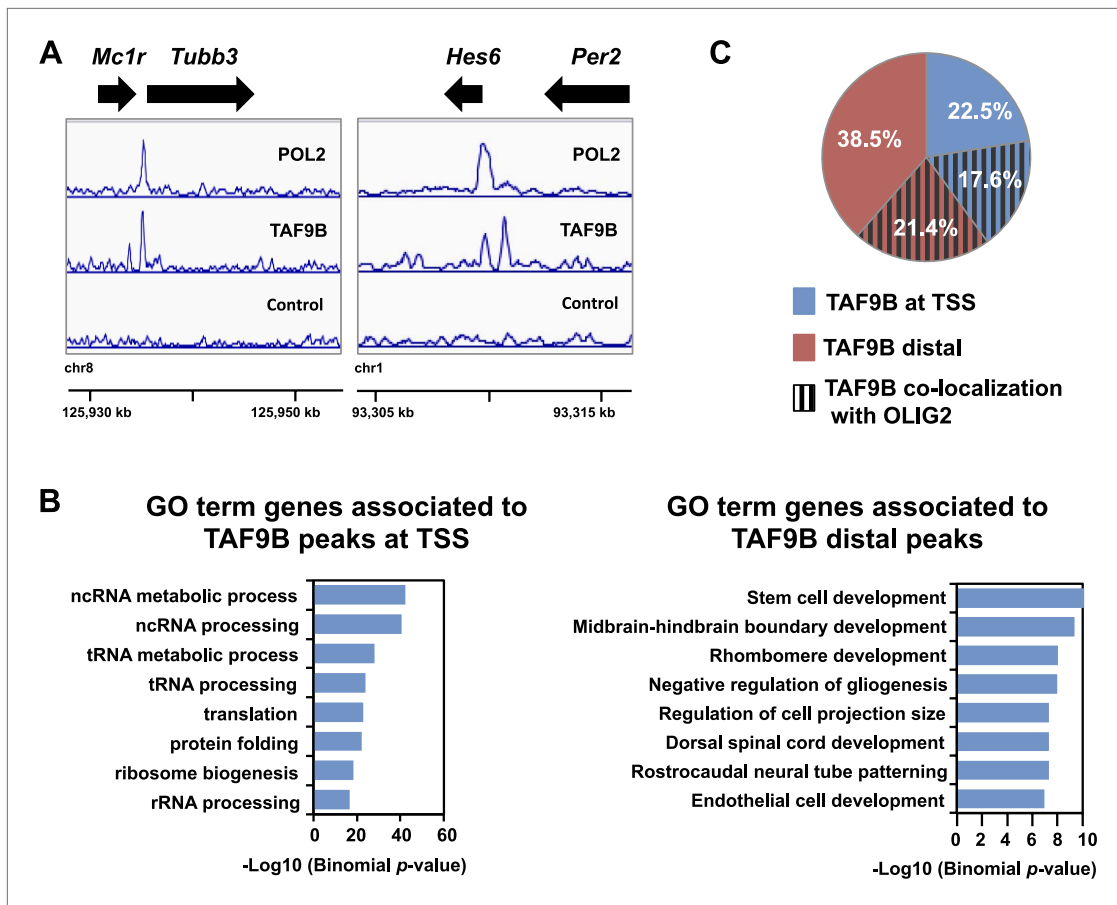 A
Mc1r Tubb3
Hes6 Per2
POL2
TAF9B
Control
POL2
TAF9B
Control
chr8
125,930 kb 125,950 kb
chr1
93,305 kb 93,315 kb
C
22.5%
38.5%
17.6%
21.4%
TAF9B at TSS
TAF9B distal
TAF9B co-localization
with OLIG2
B
GO term genes associated to
TAF9B peaks at TSS
ncRNA metabolic process
ncRNA processing
tRNA metabolic process
tRNA processing
translation
protein folding
ribosome biogenesis
rRNA processing
0 20 40 60
-Log10 (Binomial p-value)
GO term genes associated to
TAF9B distal peaks
Stem cell development
Midbrain-hindbrain boundary development
Rhombomere development
Negative regulation of gliogenesis
Regulation of cell projection size
Dorsal spinal cord development
Rostrocaudal neural tube patterning
Endothelial cell development
0 2 4 6 8 10
-Log10 (Binomial p-value)